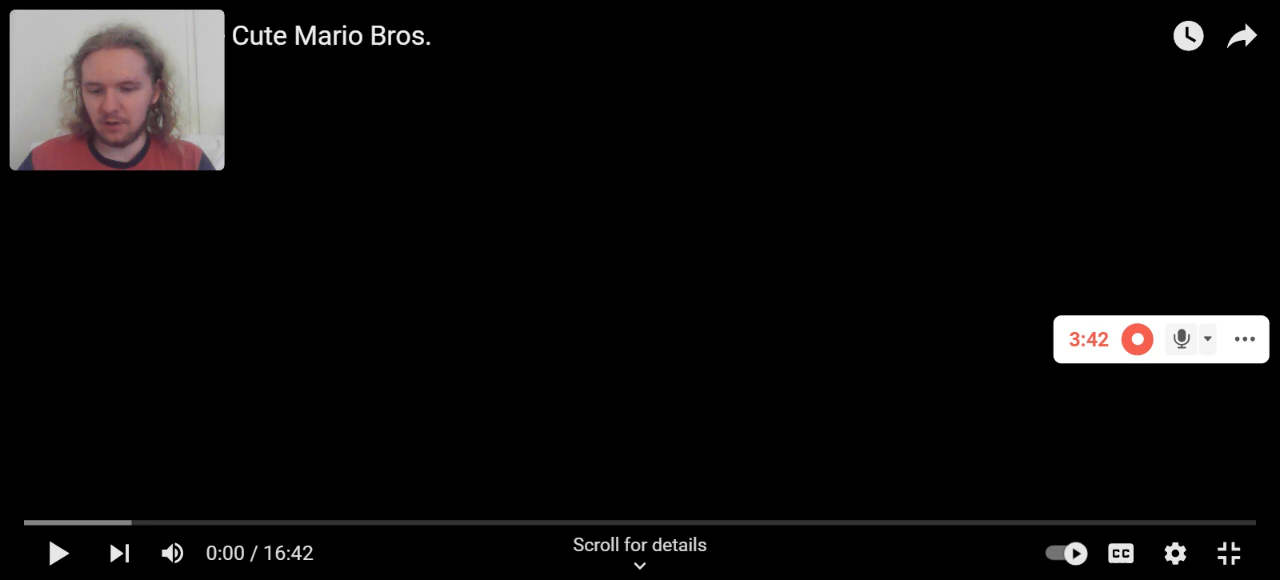 Cute Mario Bros.
3:42
0:00 / 16:42
Scroll for details
CC